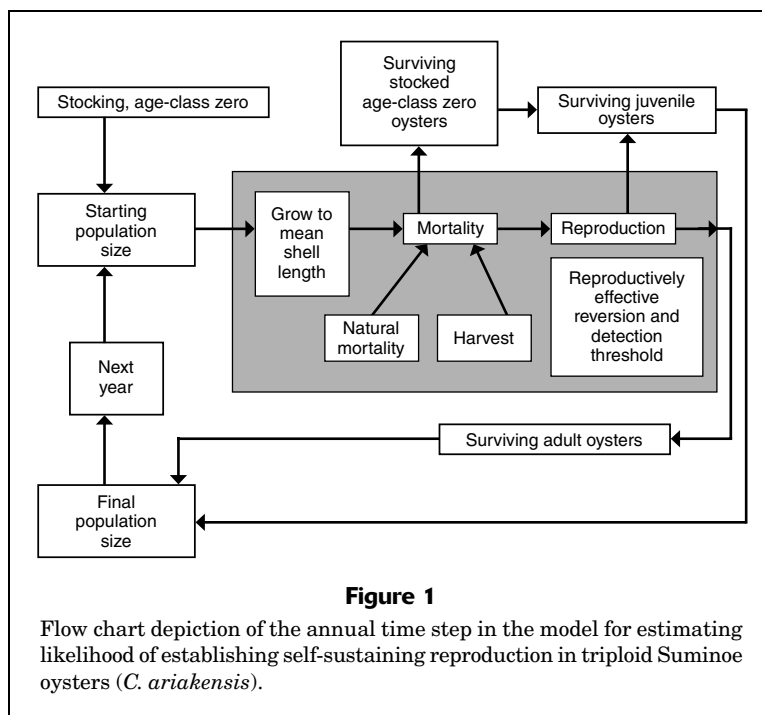 Surviving
stocked
age-class zero
oysters
Stocking, age-class zero
Surviving juvenile
oysters
Starting
population
size
Grow to
mean
shell
length
Mortality
Reproduction
Natural
mortality
Harvest
Reproductively
effective
reversion and
detection
threshold
Next
year
Surviving adult oysters
Final
population
size
Figure 1
Flow chart depiction of the annual time step in the model for estimating
likelihood of establishing self-sustaining reproduction in triploid Suminoe
oysters (C. ariakensis).